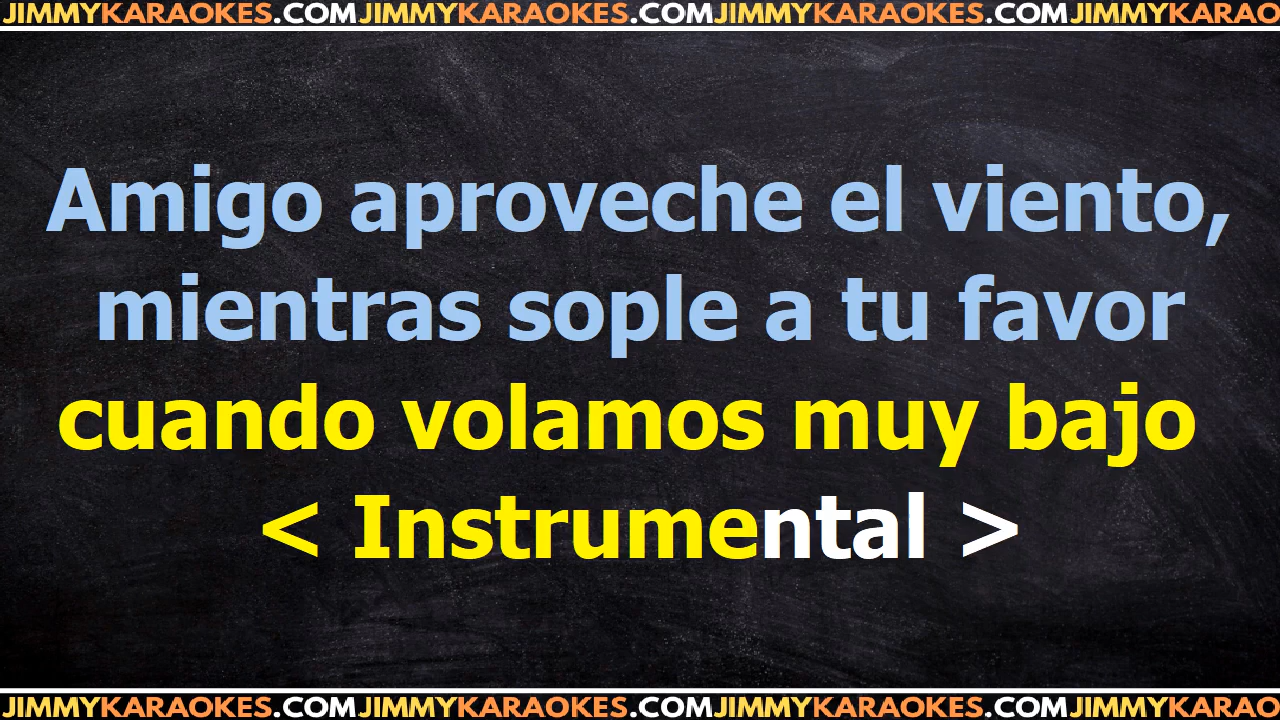 JIMMYKARAOKES.COMJIMMYKARAOKES.COMJIMMYKARAOKES.COMJIMMYKARAO
Amigo aproveche el viento,
mientras sople a tu favor
cuando volamos muy bajo
< Instrumental >
JIMMYKARAOKES.COMJIMMYKARAOKES.COMJIMMYKARAOKES.COMJIMMYKARAO